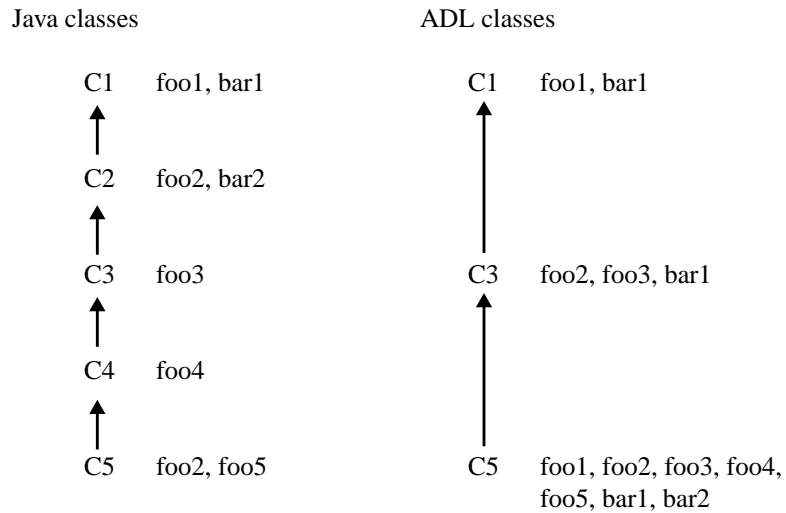 Java classes ADL classes
C1 foo1, bar1 C1 foo1, bar1
C2 foo2, bar2
C3 foo3 C3 foo2, foo3, bar1
C4 foo4
C5 foo2, foo5 C5 foo1, foo2, foo3, foo4,
foo5, bar1, bar2